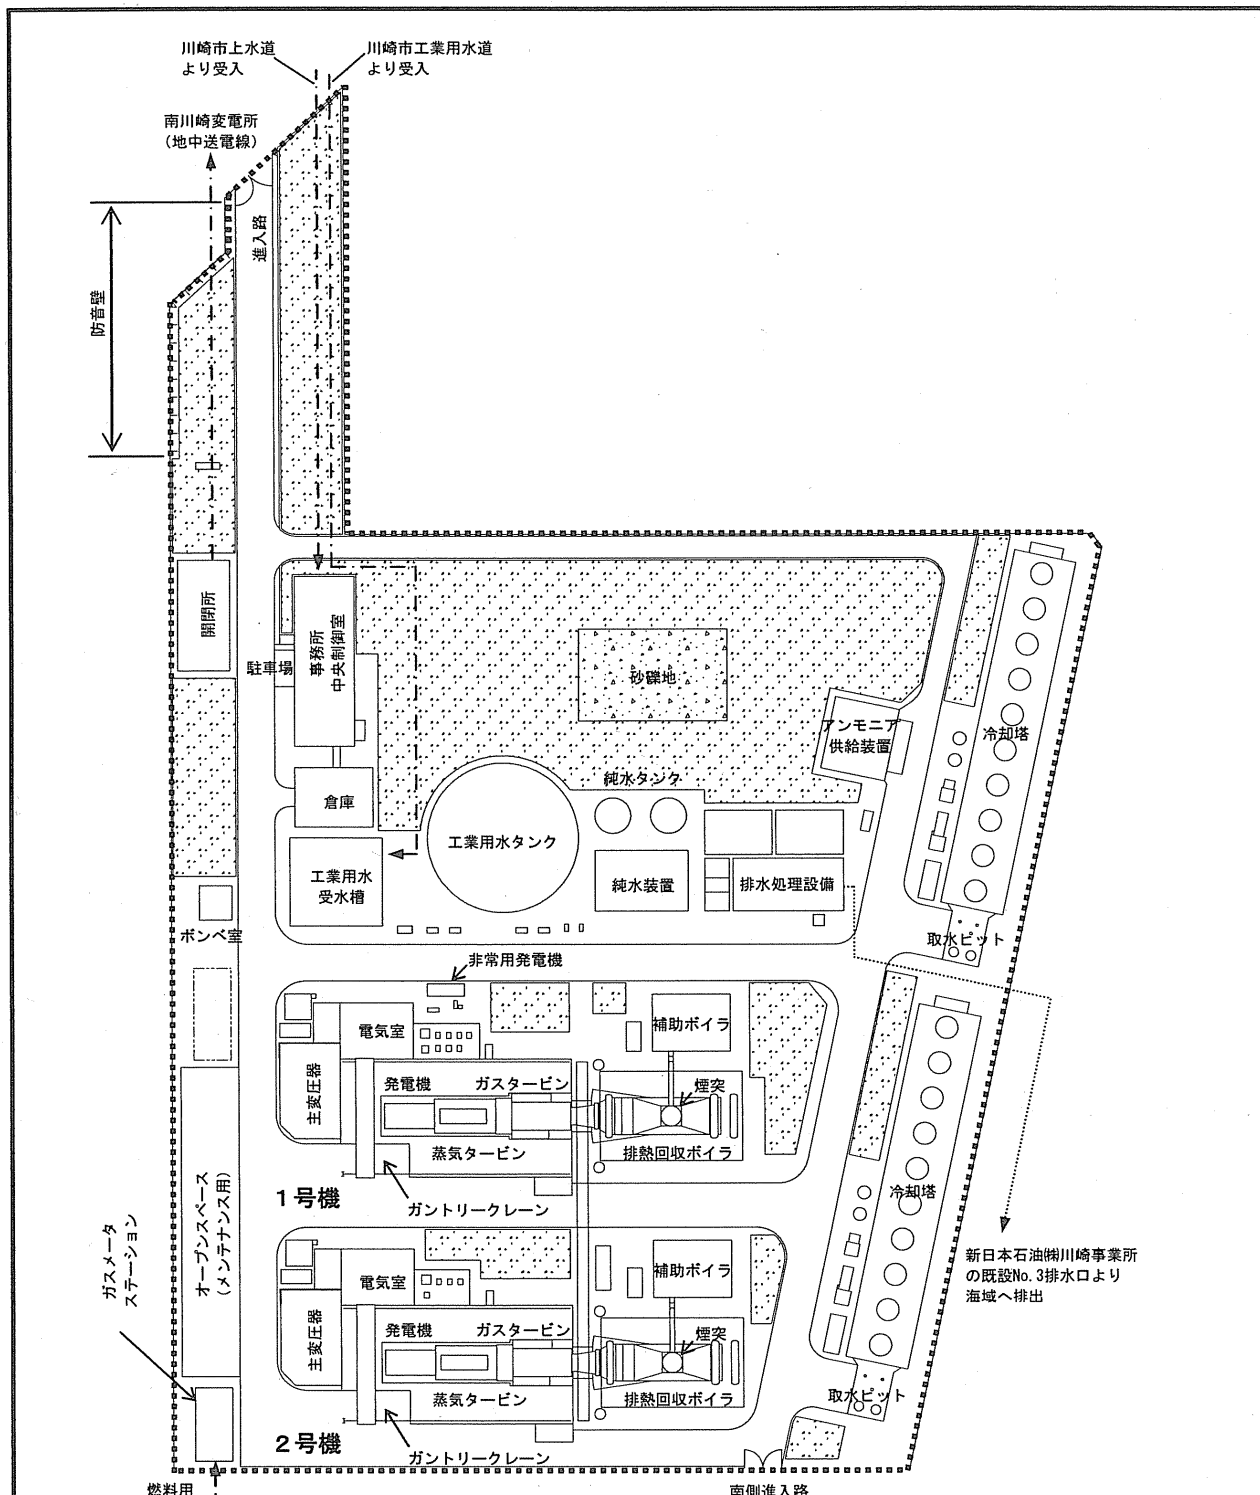 川崎市上水道
より受入
川崎市工業用水道
より受入
南川崎変電所
(地中送電線)
進入路
防音壁
開閉所
駐車場
事務所
中央制御室
砂礫地
アンモニア
供給装置
冷却塔
倉庫
純水タンク
工業用水タンク
工業用水
受水槽
純水装置
排水処理設備
ボンベ室
取水ピット
非常用発電機
電気室
補助ボイラ
主変圧器
発電機
ガスタービン
煙突
蒸気タービン
排熱回収ボイラ
1号機
ガントリークレーン
冷却塔
オープンスペース
(メンテナンス用)
ガスメータ
ステーション
新日本石油㈱川崎事業所
の既設No.3排水口より
海域へ排出
電気室
補助ボイラ
主変圧器
発電機
ガスタービン
煙突
蒸気タービン
排熱回収ボイラ
取水ピット
2号機
ガントリークレーン
燃料用
南側進入路